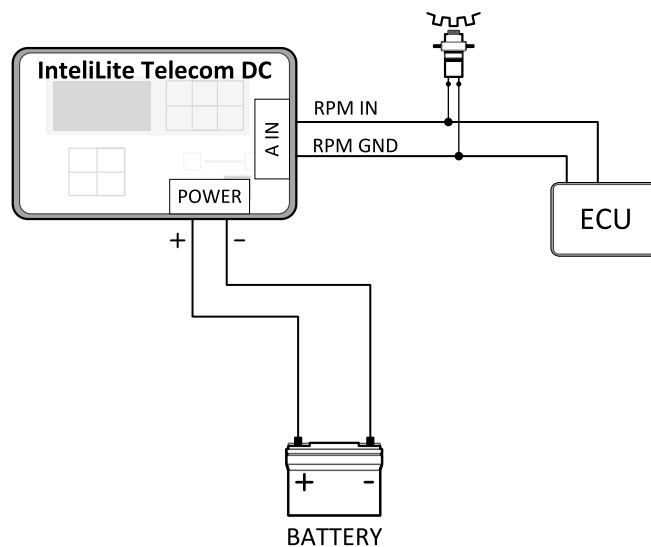 InteliLite Telecom DC
RPM IN
A IN
RPM GND
POWER
ECU
+ -
+ -
BATTERY